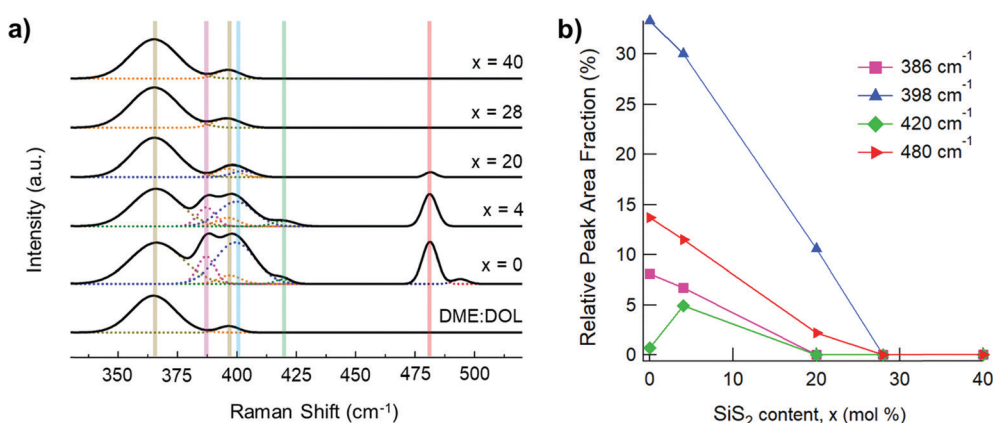 a)
x = 40
x = 28
x = 20
x = 4
x = 0
DME:DOL
Intensity (a.u.)
350 375 400 425 450 475 500
Raman Shift (cm⁻¹)
b)
386 cm⁻¹
398 cm⁻¹
420 cm⁻¹
480 cm⁻¹
Relative Peak Area Fraction (%)
30
25
20
15
10
5
0
0 10 20 30 40
SiS₂ content, x (mol %)